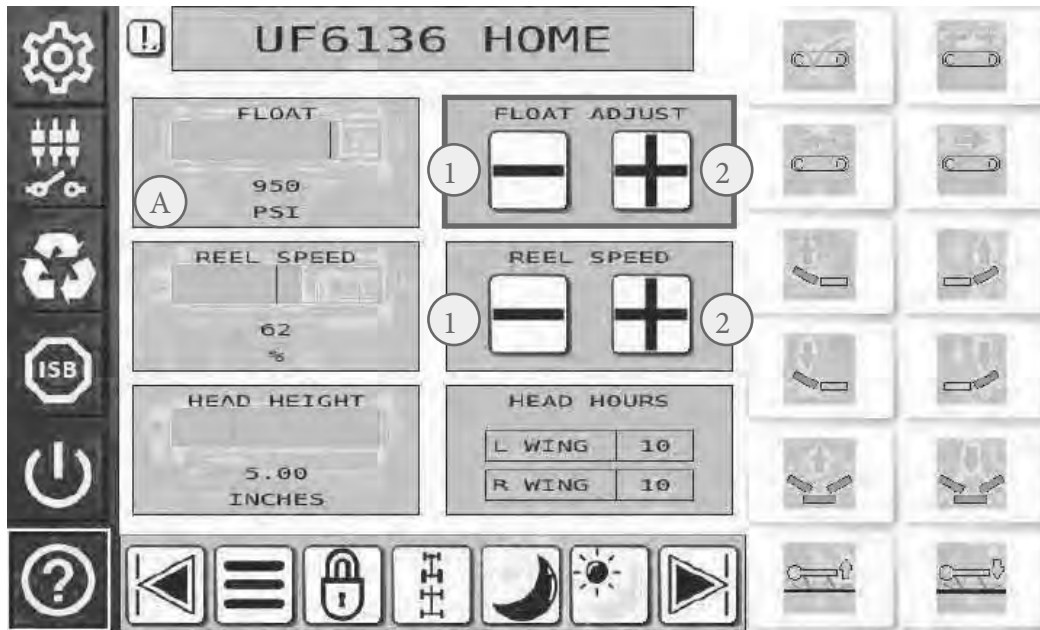 UF6136 HOME
FLOAT
950
PSI
A
FLOAT ADJUST
1
2
REEL SPEED
62
%
REEL SPEED
1
2
HEAD HEIGHT
5.00
INCHES
HEAD HOURS
L WING 10
R WING 10
ISB
!
?